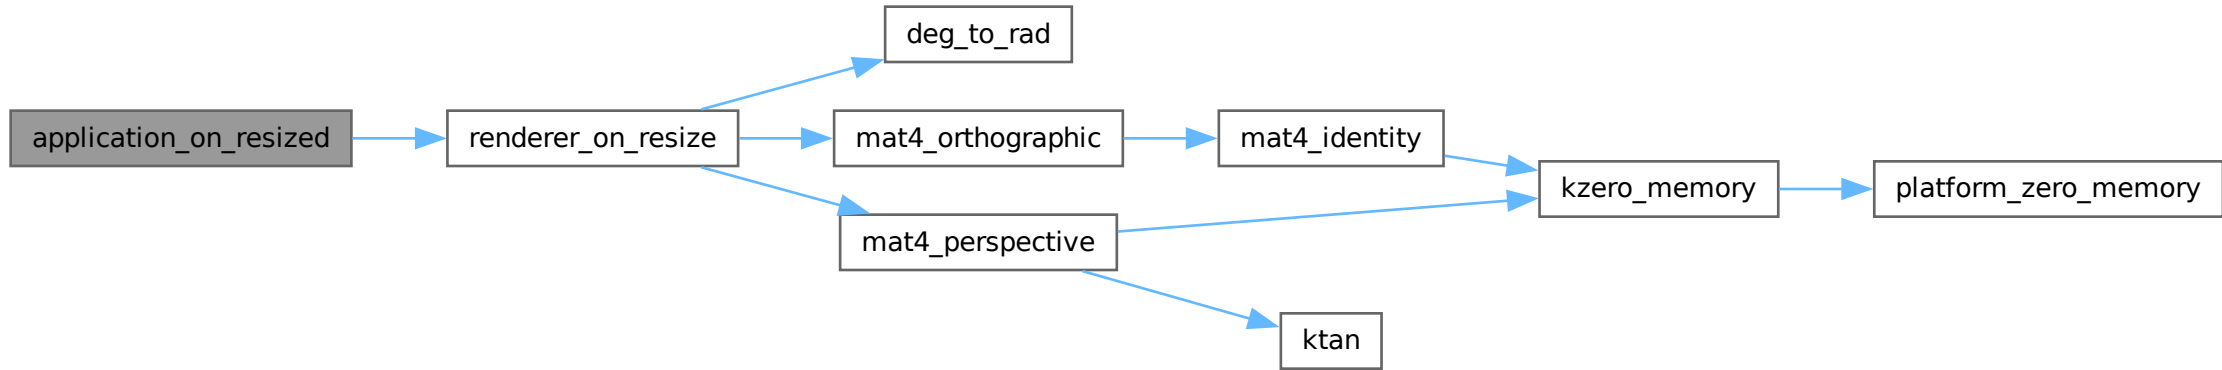 deg_to_rad
application_on_resized
renderer_on_resize
mat4_orthographic
mat4_identity
kzero_memory
platform_zero_memory
mat4_perspective
ktan